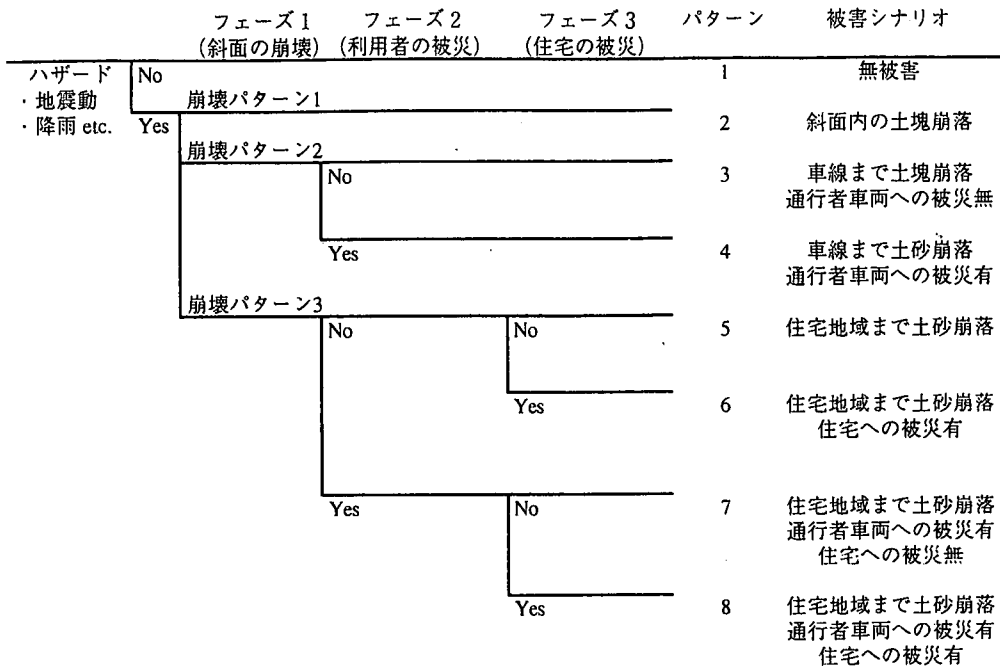 フェーズ1 フェーズ2 フェーズ3 パターン 被害シナリオ
(斜面の崩壊) (利用者の被災) (住宅の被災)
ハザード No 1 無被害
・地震動 崩壊パターン1
・降雨 etc. Yes 2 斜面内の土塊崩落
崩壊パターン2
No 3 車線まで土塊崩落
通行者車両への被災無
Yes 4 車線まで土砂崩落
通行者車両への被災有
崩壊パターン3
No No 5 住宅地域まで土砂崩落
Yes 6 住宅地域まで土砂崩落
住宅への被災有
Yes No 7 住宅地域まで土砂崩落
通行者車両への被災有
住宅への被災無
Yes 8 住宅地域まで土砂崩落
通行者車両への被災有
住宅への被災有